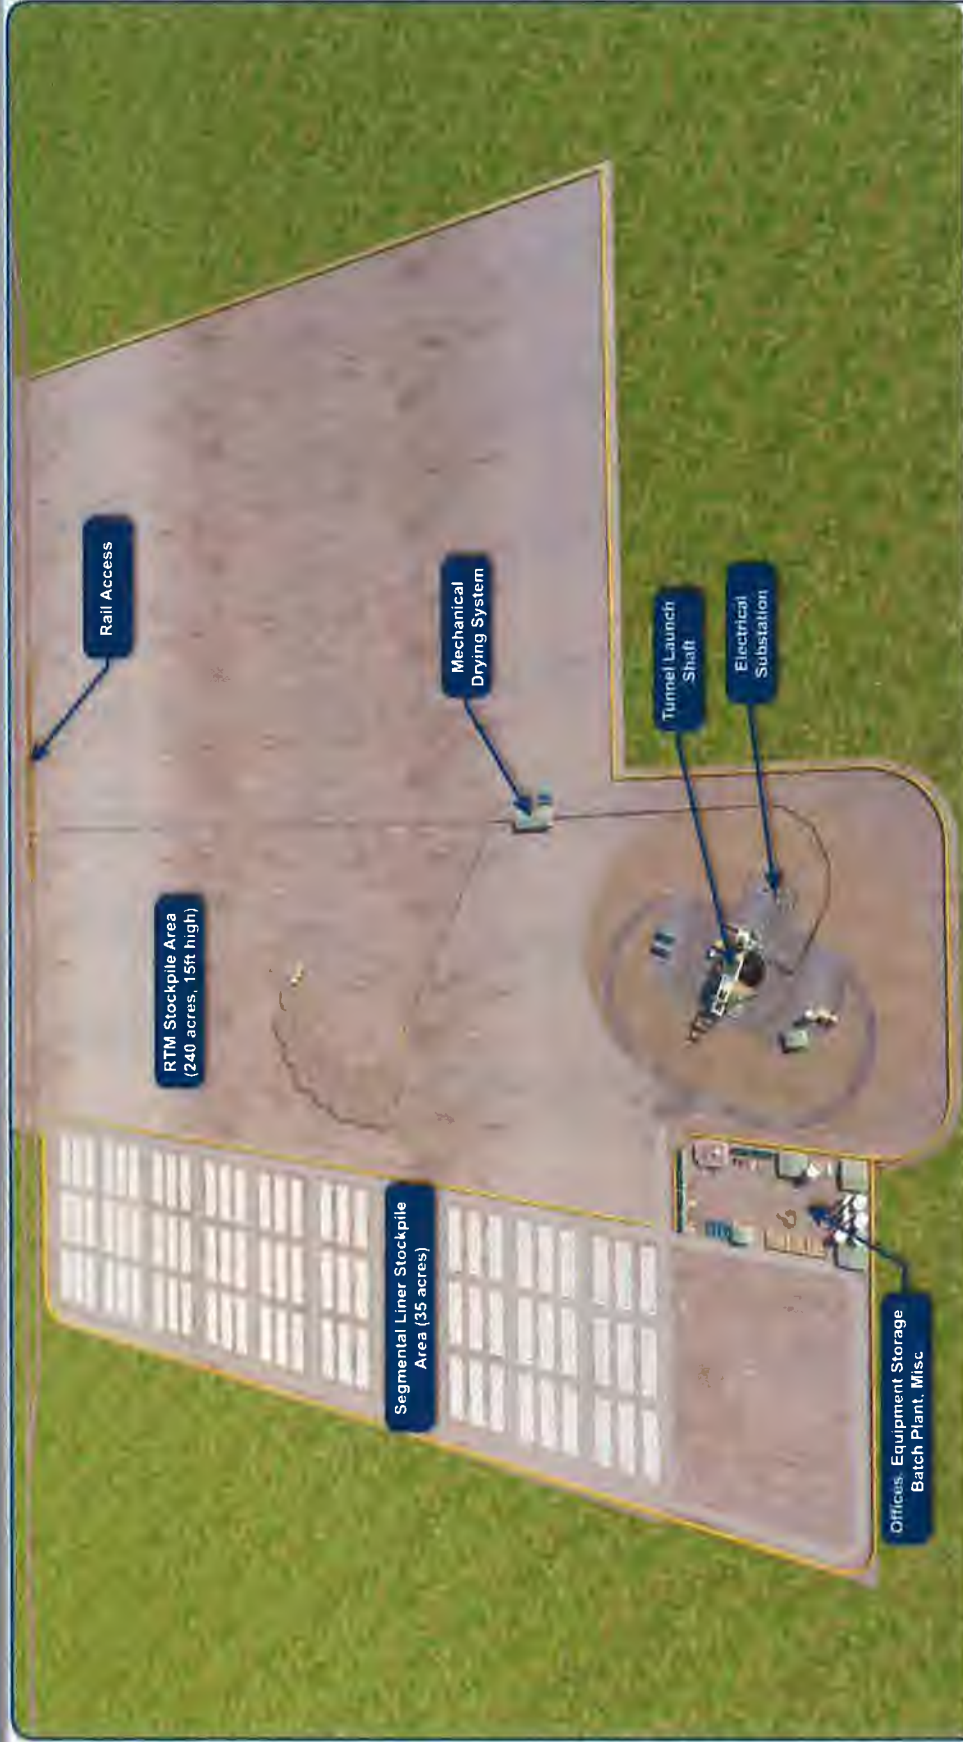 Rail Access
Mechanical
Drying System
Tunnel Launch
Shaft
Electrical
Substation
RTM Stockpile Area
(240 acres, 15ft high)
Segmental Liner Stockpile
Area (35 acres)
Offices, Equipment Storage
Batch Plant, Misc